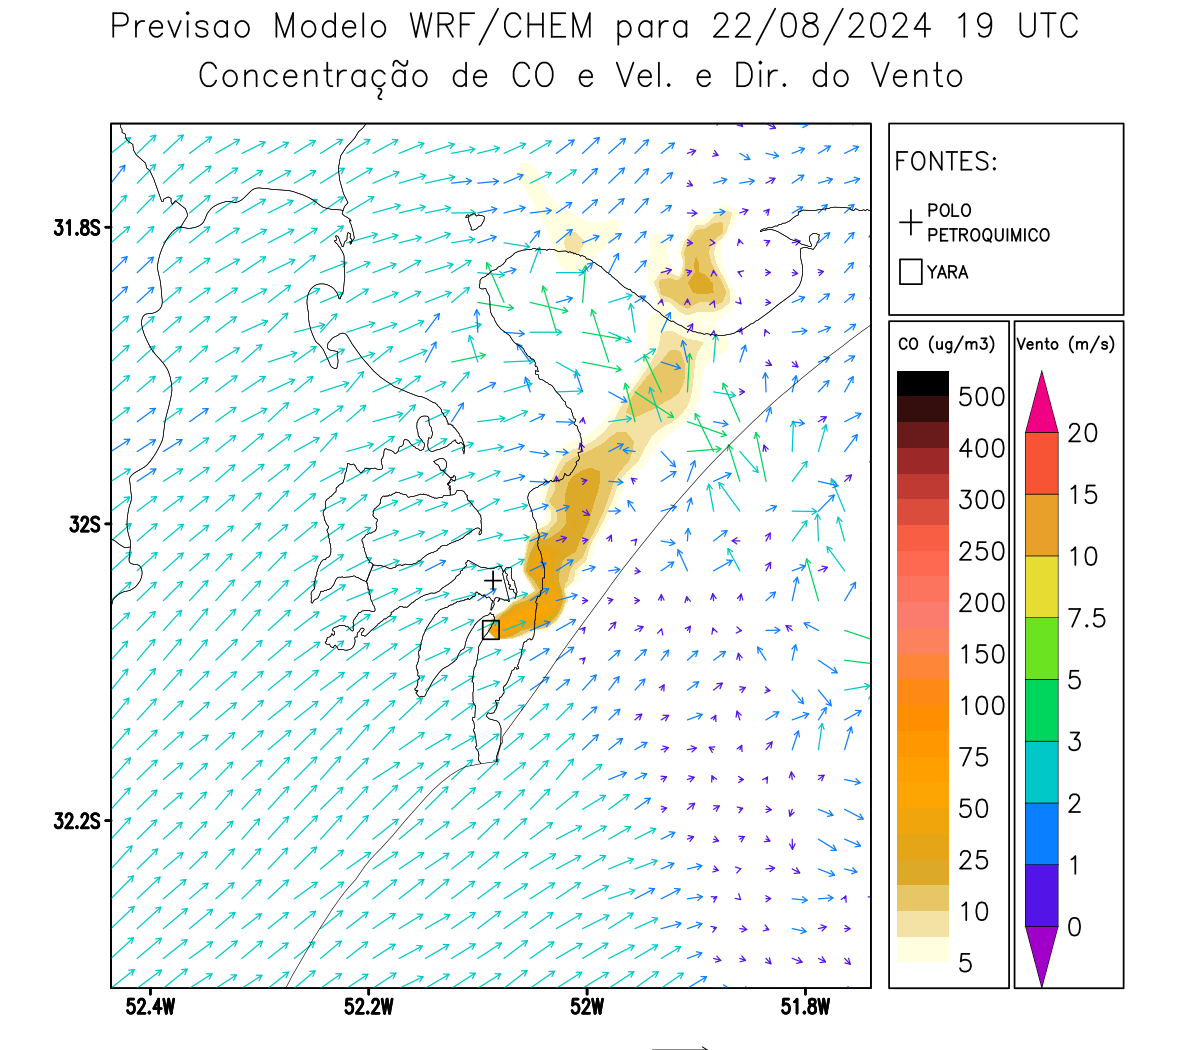 Previsao Modelo WRF/CHEM para 22/08/2024 19 UTC
Concentração de CO e Vel. e Dir. do Vento
FONTES:
POLO
PETROQUIMICO
YARA
CO (ug/m3)
500
400
300
250
200
150
100
75
50
25
10
5
Vento (m/s)
20
15
10
7.5
5
3
2
1
0
31.8S
32S
32.2S
52.4W
52.2W
52W
51.8W